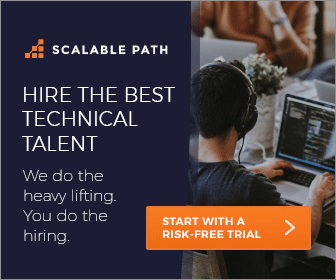 SCALABLE PATH
HIRE THE BEST
TECHNICAL
TALENT
We do the
heavy lifting.
You do the
hiring.
START WITH A
RISK-FREE TRIAL